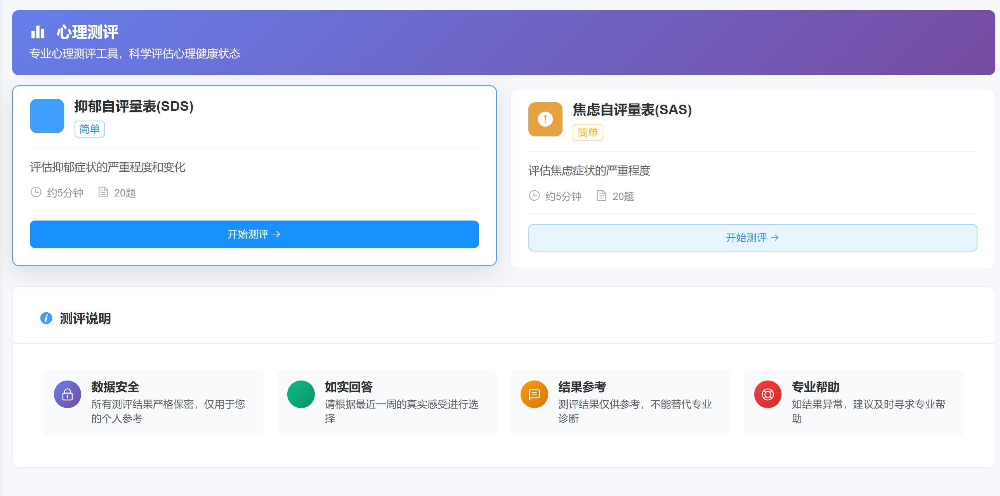 心理测评
专业心理测评工具，科学评估心理健康状态
抑郁自评量表(SDS)
简单
评估抑郁症状的严重程度和变化
约5分钟 20题
开始测评 →
焦虑自评量表(SAS)
简单
评估焦虑症状的严重程度
约5分钟 20题
开始测评 →
测评说明
数据安全
所有测评结果严格保密，仅用于您
的个人参考
如实回答
请根据最近一周的真实感受进行选
择
结果参考
测评结果仅供参考，不能替代专业
诊断
专业帮助
如结果异常，建议及时寻求专业帮
助